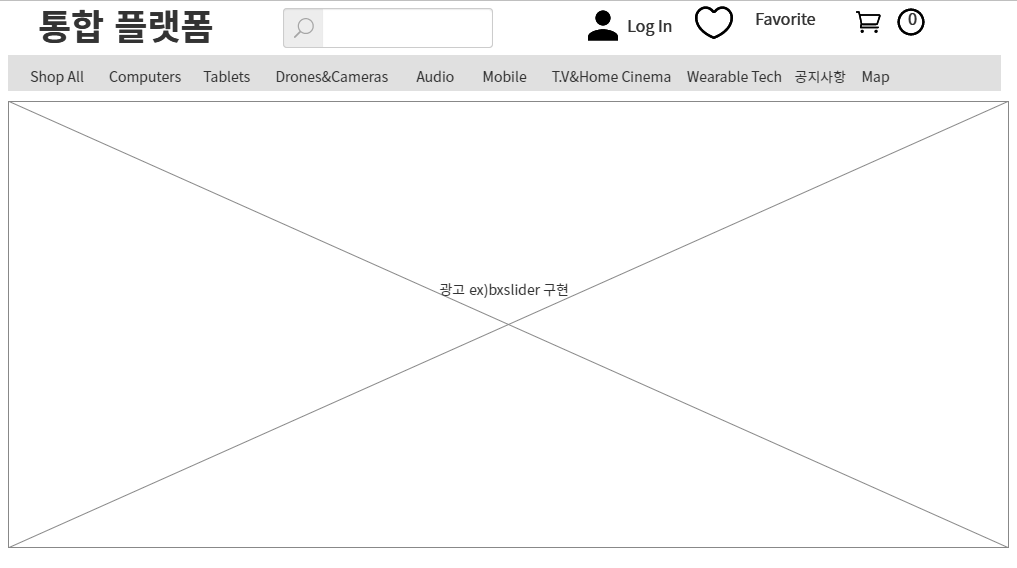 통합 플랫폼
Log In
Favorite
0
Shop All Computers Tablets Drones&Cameras Audio Mobile T.V&Home Cinema Wearable Tech 공지사항 Map
광고 ex)bxslider 구현